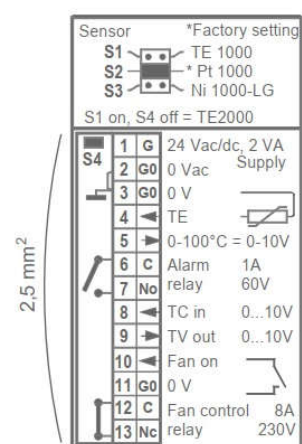 Sensor *Factory setting
S1 TE 1000
S2 * Pt 1000
S3 Ni 1000-LG
S1 on, S4 off = TE2000
S4
1 G 24 Vac/dc, 2 VA
2 G0 0 Vac Supply
3 G0 0 V
4 TE
5 0-100°C = 0-10V
6 C Alarm 1A
7 No relay 60V
8 TC in 0...10V
9 TV out 0...10V
10 Fan on
11 G0 0 V
12 C Fan control 8A
13 Nc relay 230V
2,5 mm²